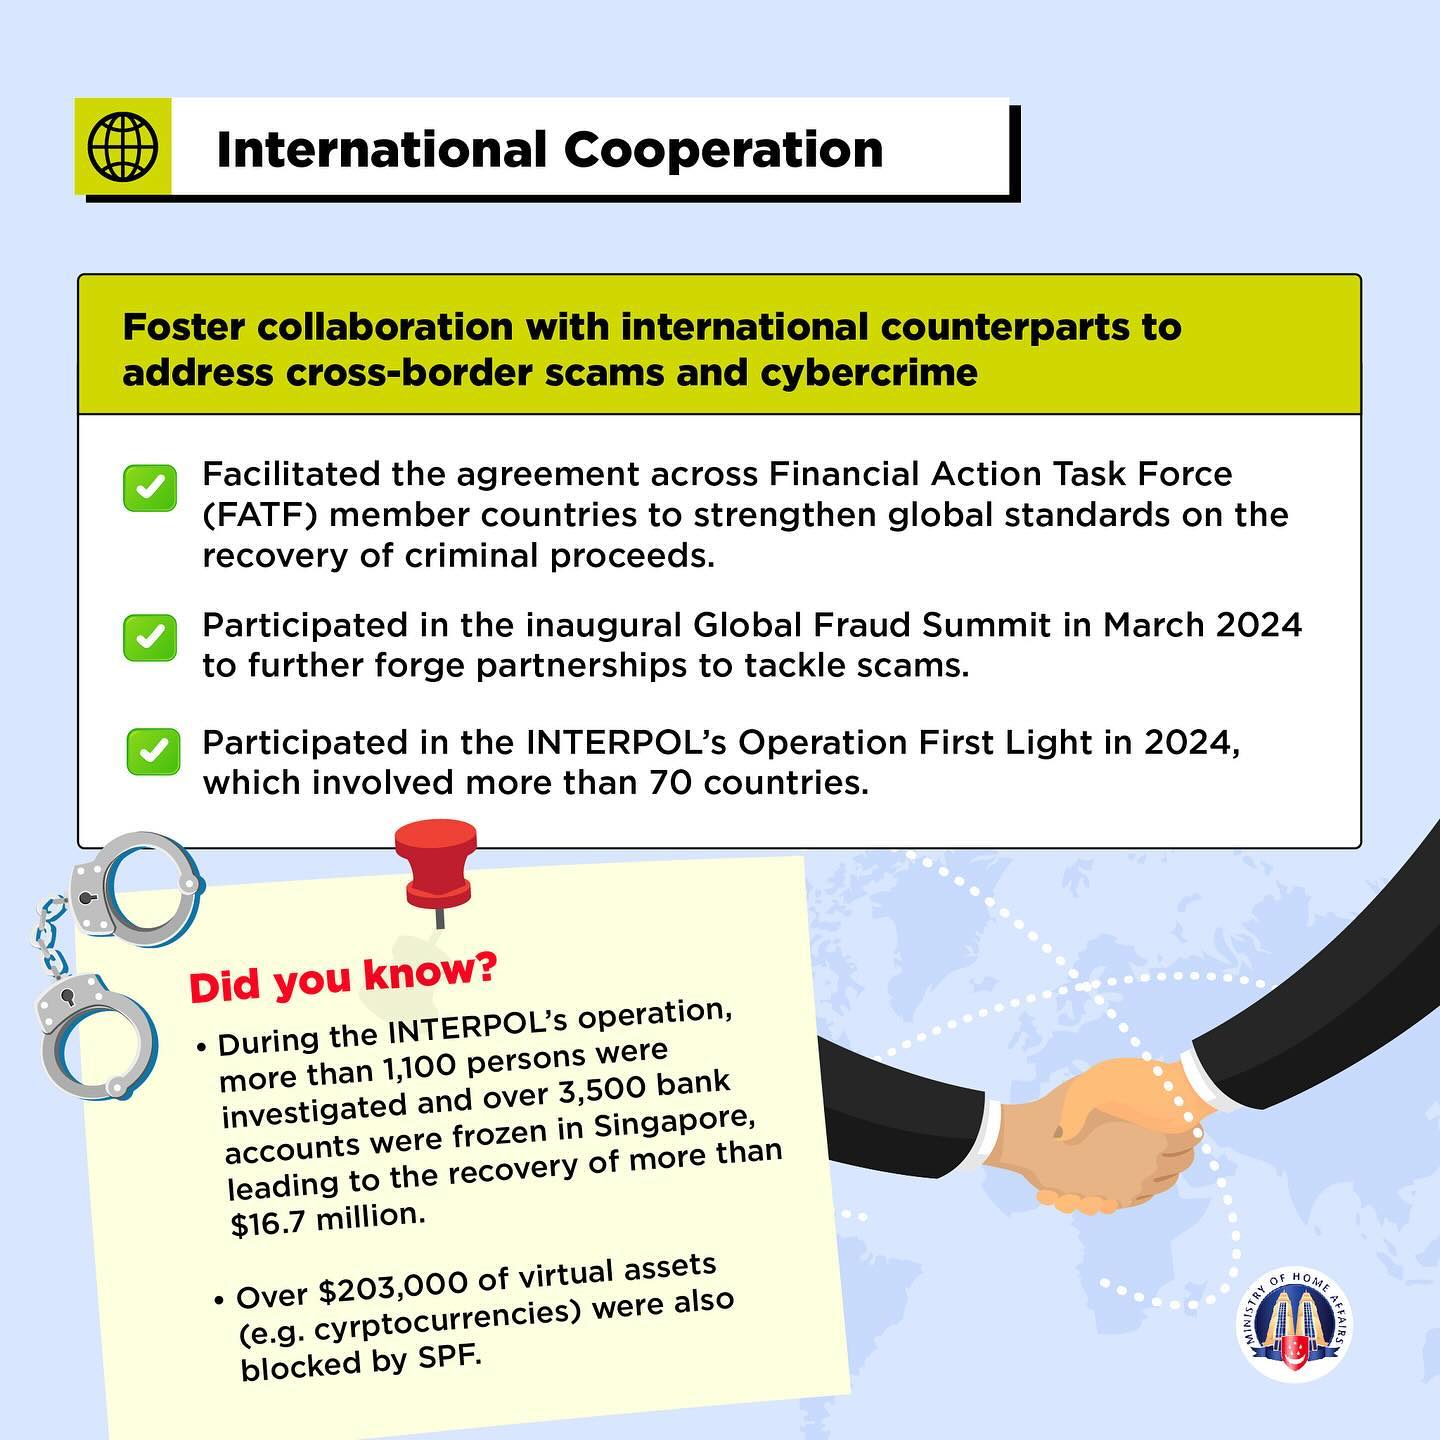 International Cooperation
Foster collaboration with international counterparts to
address cross-border scams and cybercrime
Facilitated the agreement across Financial Action Task Force
(FATF) member countries to strengthen global standards on the
recovery of criminal proceeds.
Participated in the inaugural Global Fraud Summit in March 2024
to further forge partnerships to tackle scams.
Participated in the INTERPOL’s Operation First Light in 2024,
which involved more than 70 countries.
Did you know?
• During the INTERPOL’s operation,
more than 1,100 persons were
investigated and over 3,500 bank
accounts were frozen in Singapore,
leading to the recovery of more than
$16.7 million.
• Over $203,000 of virtual assets
(e.g. cyrptocurrencies) were also
blocked by SPF.
MINISTRY OF HOME AFFAIRS